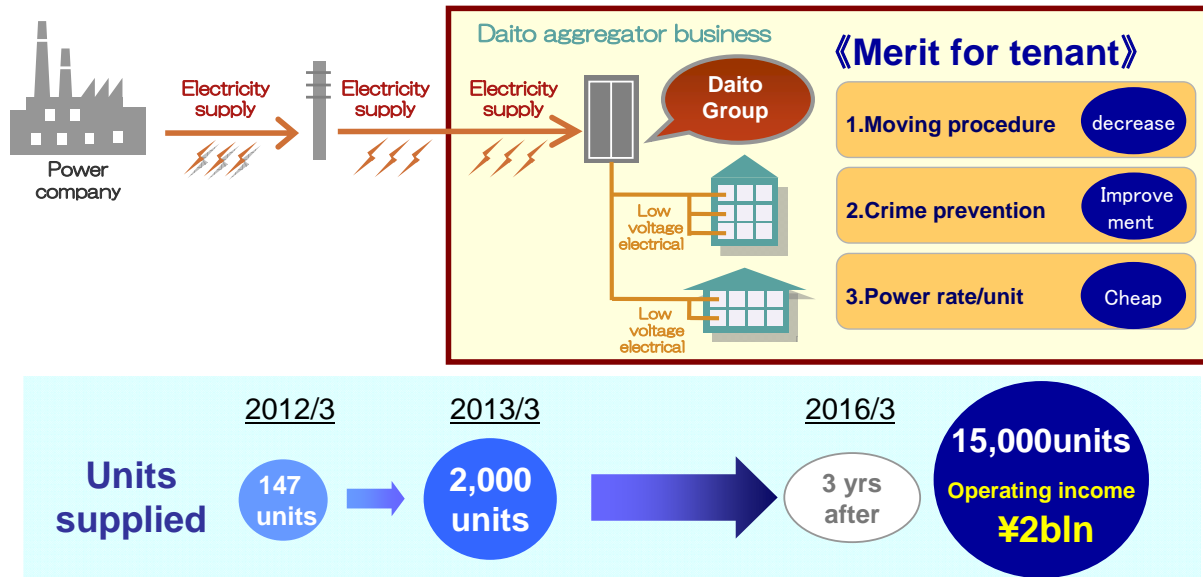 Daito aggregator business
Electricity
supply
Electricity
supply
Electricity
supply
Power
company
Daito
Group
Low
voltage
electrical
Low
voltage
electrical
《Merit for tenant》
1.Moving procedure
decrease
2.Crime prevention
Improve
ment
3.Power rate/unit
Cheap
Units
supplied
2012/3
147
units
2013/3
2,000
units
2016/3
3 yrs
after
15,000units
Operating income
¥2bln